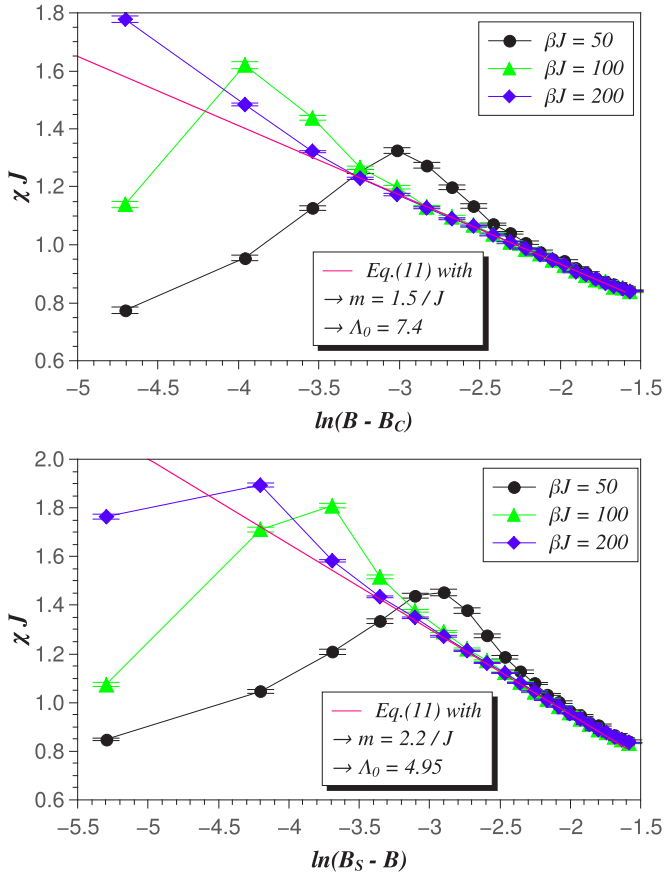 1.8
1.6
1.4
1.2
1.0
0.8
0.6
χ J
βJ = 50
βJ = 100
βJ = 200
Eq.(11) with
→ m = 1.5 / J
→ Λ₀ = 7.4
−5 −4.5 −4 −3.5 −3 −2.5 −2 −1.5
ln(B - B_C)
2.0
1.8
1.6
1.4
1.2
1.0
0.8
0.6
χ J
βJ = 50
βJ = 100
βJ = 200
Eq.(11) with
→ m = 2.2 / J
→ Λ₀ = 4.95
−5.5 −5 −4.5 −4 −3.5 −3 −2.5 −2 −1.5
ln(B_S - B)